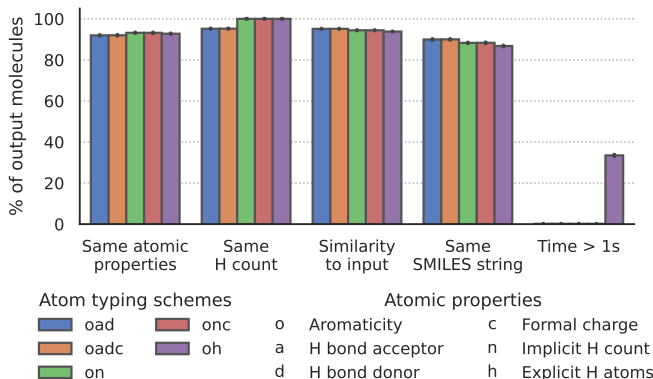 % of output molecules
100
80
60
40
20
0
Same atomic
properties
Same
H count
Similarity
to input
Same
SMILES string
Time > 1s
Atom typing schemes
oad
oadc
on
onc
oh
Atomic properties
o Aromaticity
a H bond acceptor
d H bond donor
c Formal charge
n Implicit H count
h Explicit H atoms